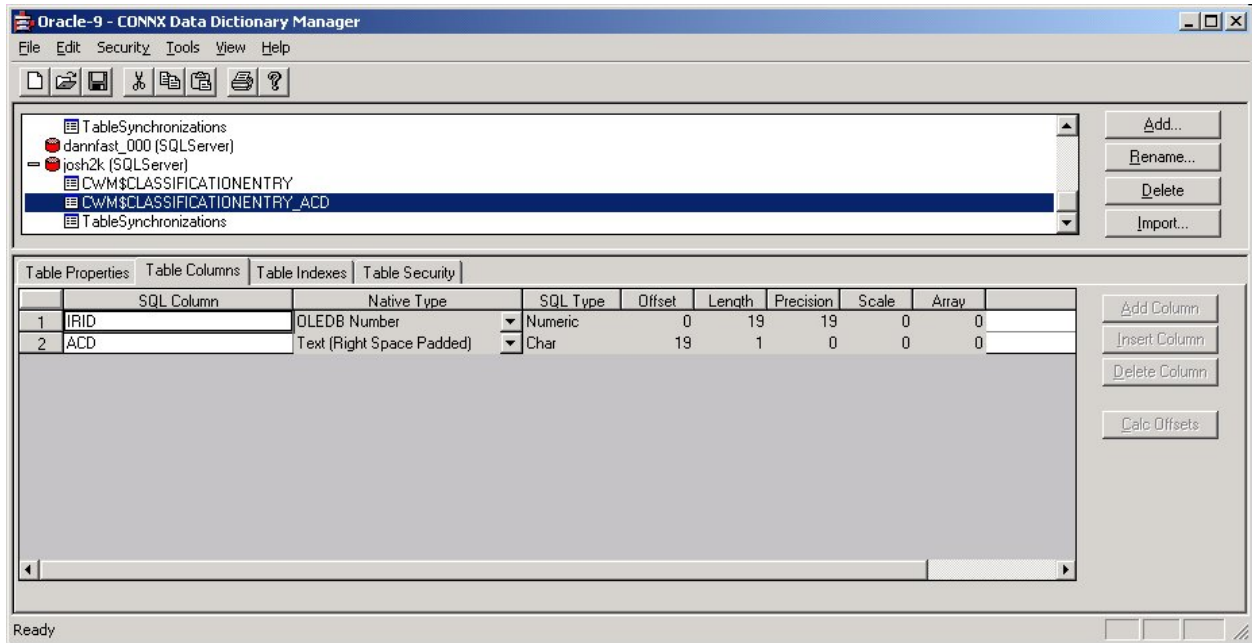 Oracle-9 - CONNX Data Dictionary Manager
File Edit Security Tools View Help
TableSynchronizations
dannfast_000 (SQLServer)
josh2k (SQLServer)
CWM$CLASSIFICATIONENTRY
CWM$CLASSIFICATIONENTRY_ACD
TableSynchronizations
Add...
Rename...
Delete
Import...
Table Properties Table Columns Table Indexes Table Security
SQL Column Native Type SQL Type Offset Length Precision Scale Array
1 IRID OLEDB Number Numeric 0 19 19 0 0
2 ACD Text (Right Space Padded) Char 19 1 0 0 0
Add Column
Insert Column
Delete Column
Calc Offsets
Ready